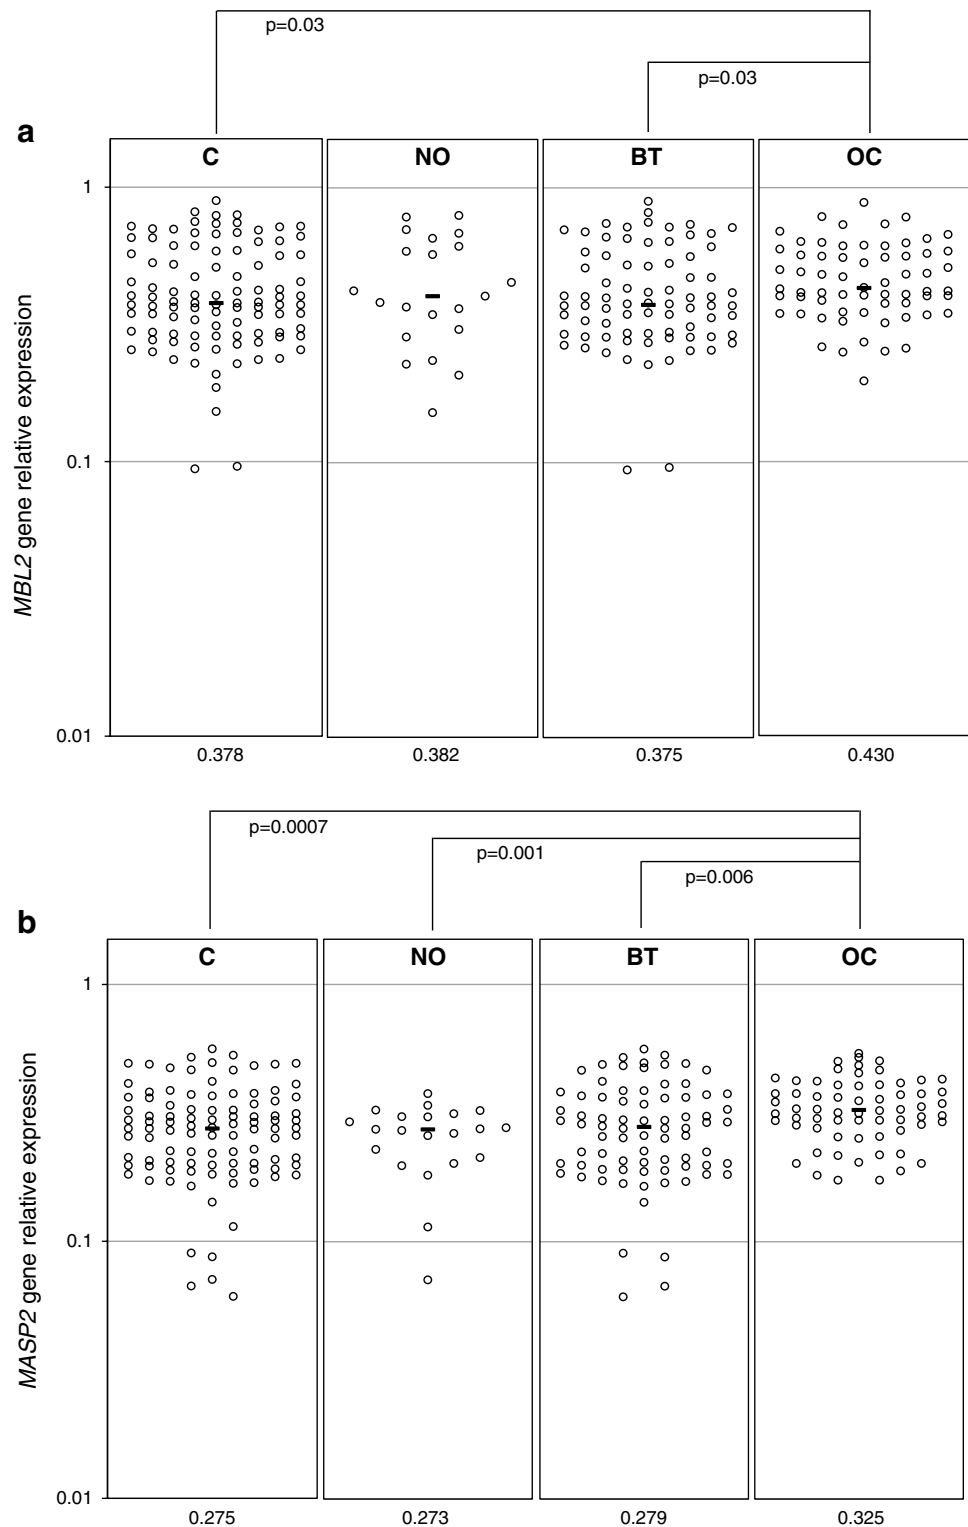 p=0.03
p=0.03
a
C NO BT OC
1
0.1
0.01
MBL2 gene relative expression
0.378 0.382 0.375 0.430
p=0.0007
p=0.001
p=0.006
b
C NO BT OC
1
0.1
0.01
MASP2 gene relative expression
0.275 0.273 0.279 0.325